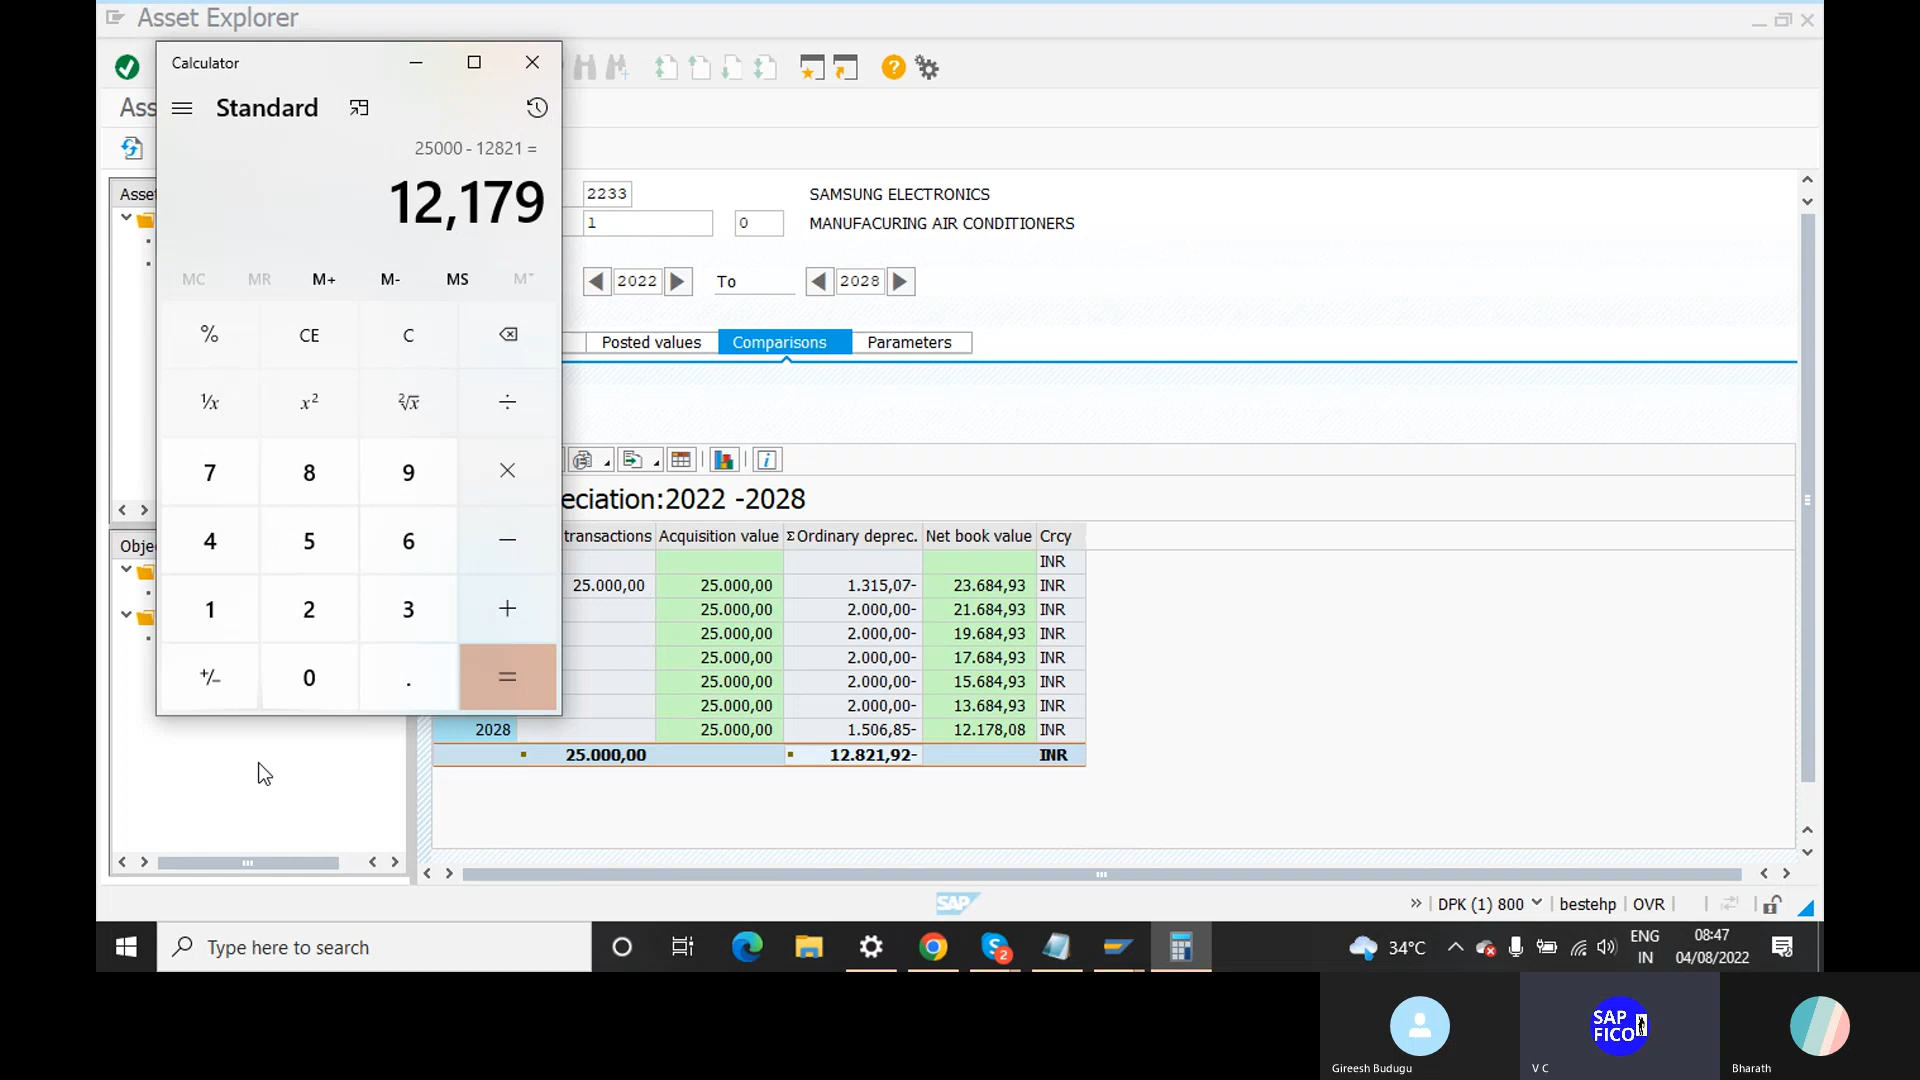 Asset Explorer
Calculator
Standard
25000 - 12821 =
12,179
MC MR M+ M- MS M˅
% CE C
¹/x x² ²√x ÷
7 8 9 ×
4 5 6 −
1 2 3 +
+/− 0 . =
Ass
Asset
Obje
2233 SAMSUNG ELECTRONICS
1 0 MANUFACURING AIR CONDITIONERS
2022 To 2028
Posted values Comparisons Parameters
eciation:2022 -2028
transactions Acquisition value Σ Ordinary deprec. Net book value Crcy
INR
25.000,00 25.000,00 1.315,07- 23.684,93 INR
25.000,00 2.000,00- 21.684,93 INR
25.000,00 2.000,00- 19.684,93 INR
25.000,00 2.000,00- 17.684,93 INR
25.000,00 2.000,00- 15.684,93 INR
25.000,00 2.000,00- 13.684,93 INR
2028 25.000,00 1.506,85- 12.178,08 INR
25.000,00 12.821,92- INR
SAP
DPK (1) 800 bestehp OVR
Type here to search
2
34°C
ENG
IN
08:47
04/08/2022
SAP
FICO
Gireesh Budugu
V C
Bharath